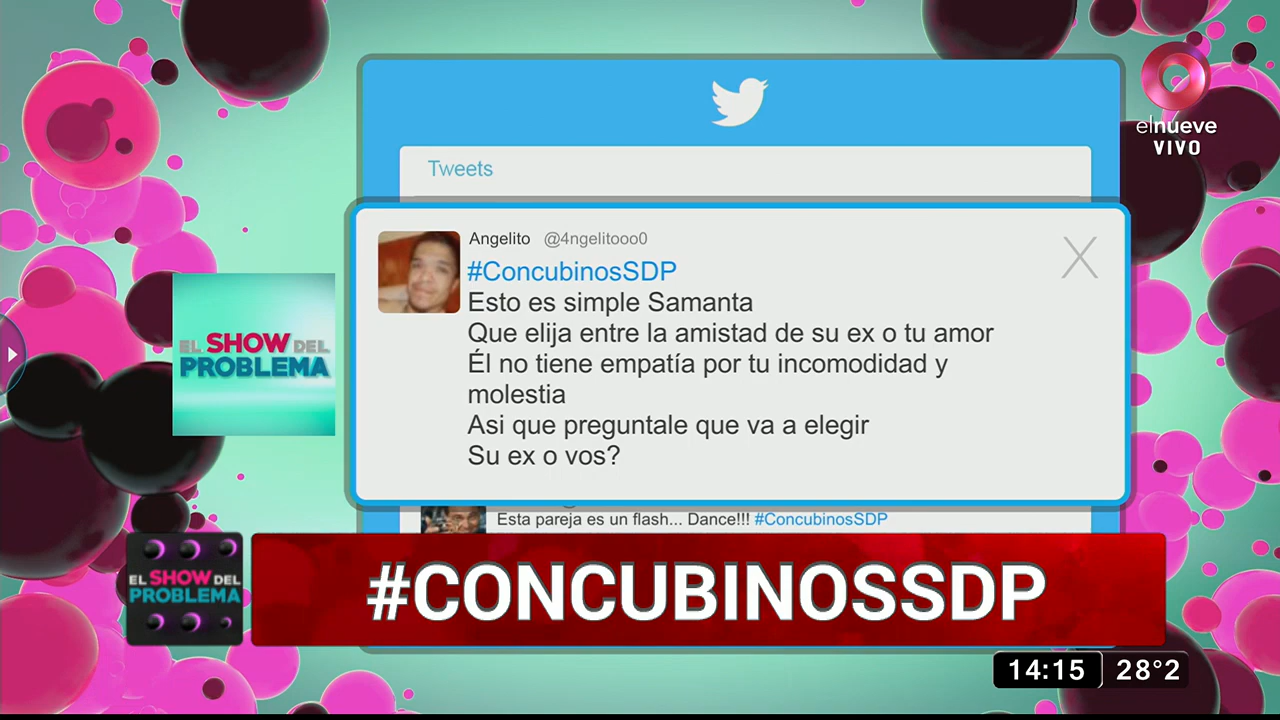 elnueve
VIVO
Tweets
Angelito @4ngelitooo0
#ConcubinosSDP
Esto es simple Samanta
Que elija entre la amistad de su ex o tu amor
Él no tiene empatía por tu incomodidad y
molestia
Asi que preguntale que va a elegir
Su ex o vos?
EL SHOW DEL
PROBLEMA
Esta pareja es un flash... Dance!!! #ConcubinosSDP
EL SHOW DEL
PROBLEMA
#CONCUBINOSSDP
14:15 28°2